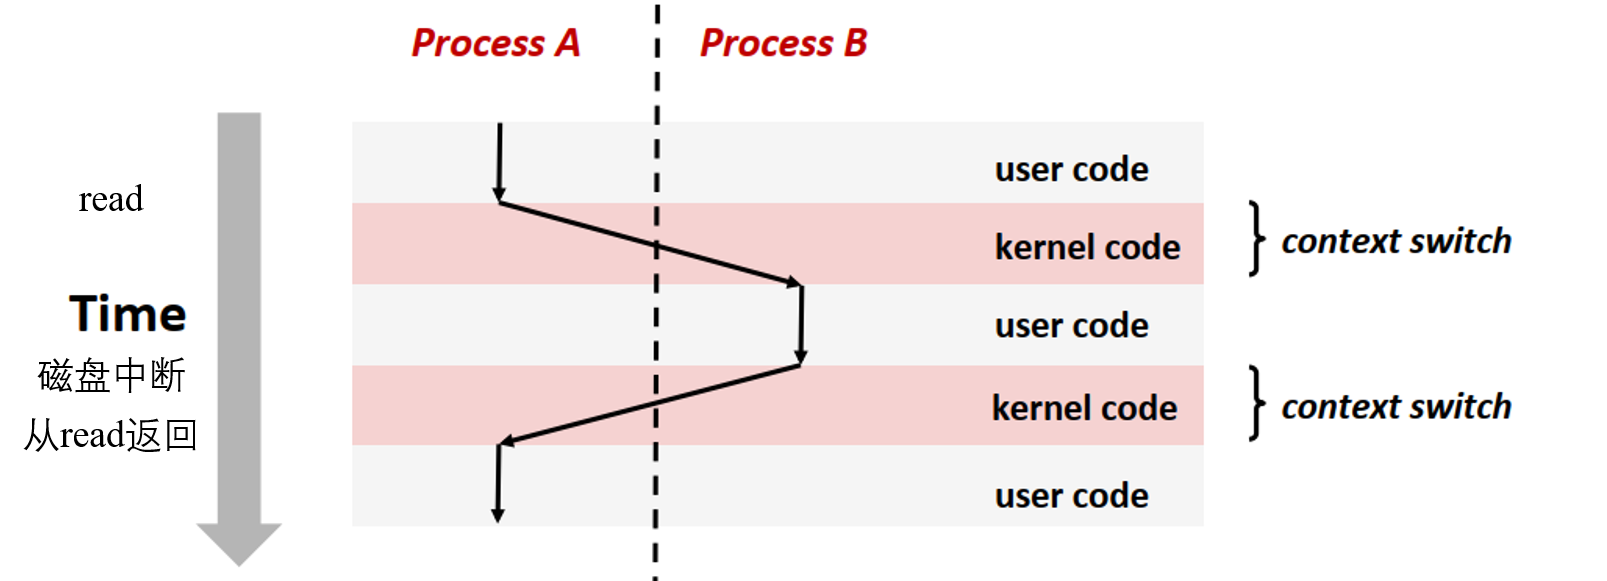 Process A
Process B
user code
read
kernel code
context switch
Time
user code
磁盘中断
从read返回
kernel code
context switch
user code